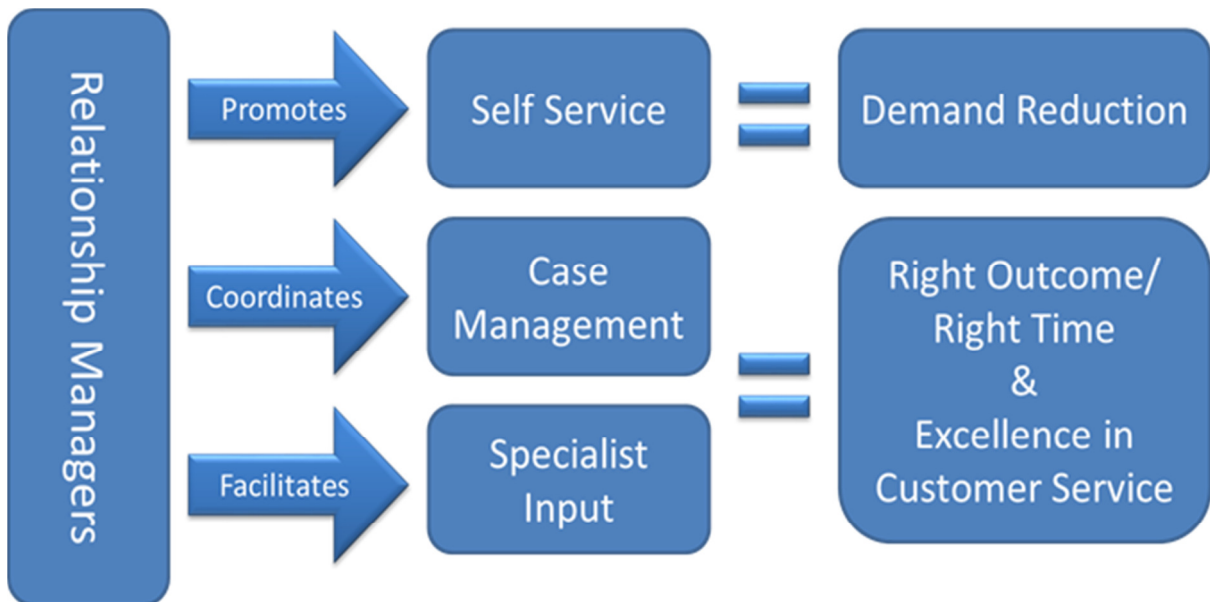 Relationship Managers
Promotes
Self Service
Demand Reduction
Coordinates
Case
Management
Facilitates
Specialist
Input
Right Outcome/
Right Time
&
Excellence in
Customer Service